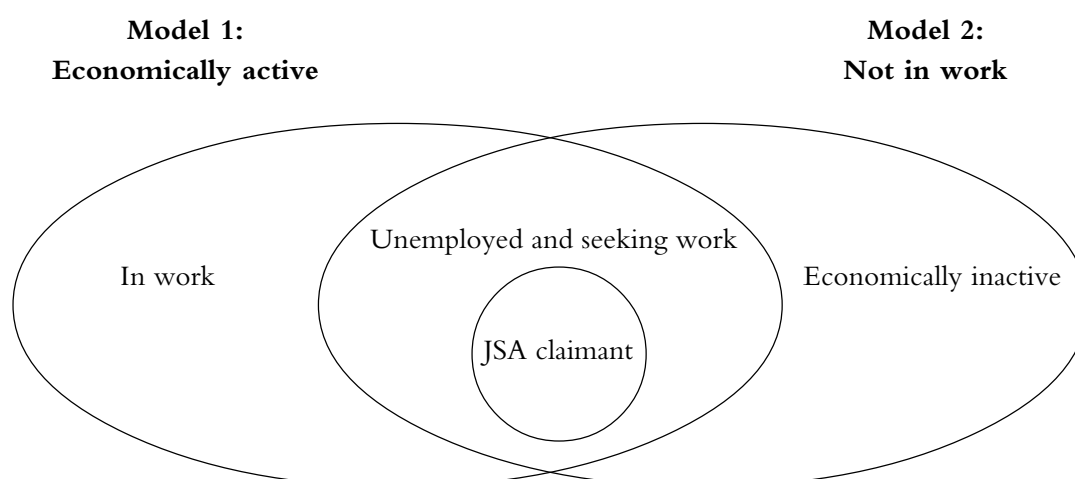 Model 1:
Economically active
Model 2:
Not in work
Unemployed and seeking work
In work
Economically inactive
JSA claimant